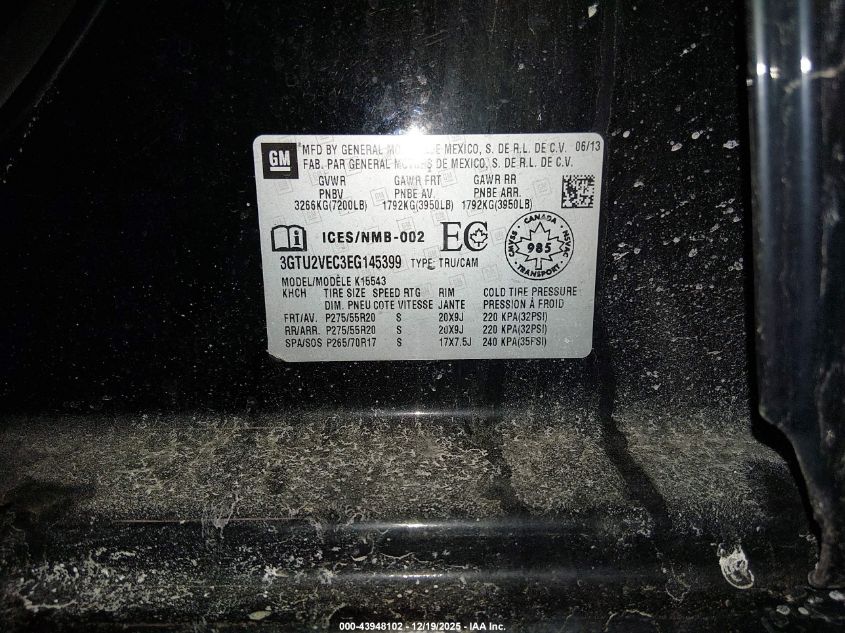 GM
MFD BY GENERAL MOTORS DE MEXICO, S. DE R.L. DE C.V. 06/13
FAB. PAR GENERAL MOTORS DE MEXICO, S. DE R.L. DE C.V.
GVWR GAWR FRT GAWR RR
PNBV PNBE AV. PNBE ARR.
3266KG(7200LB) 1792KG(3950LB) 1792KG(3950LB)
ICES/NMB-002 EC CANADA CMVSS 985 NSVAC TRANSPORT
3GTU2VEC3EG145399 TYPE: TRU/CAM
MODEL/MODÈLE K15543
KHCH TIRE SIZE SPEED RTG RIM COLD TIRE PRESSURE
DIM. PNEU COTE VITESSE JANTE PRESSION À FROID
FRT/AV. P275/55R20 S 20X9J 220 KPA(32PSI)
RR/ARR. P275/55R20 S 20X9J 220 KPA(32PSI)
SPA/SOS P265/70R17 S 17X7.5J 240 KPA(35PSI)
000-43948102 - 12/19/2025 - IAA Inc.